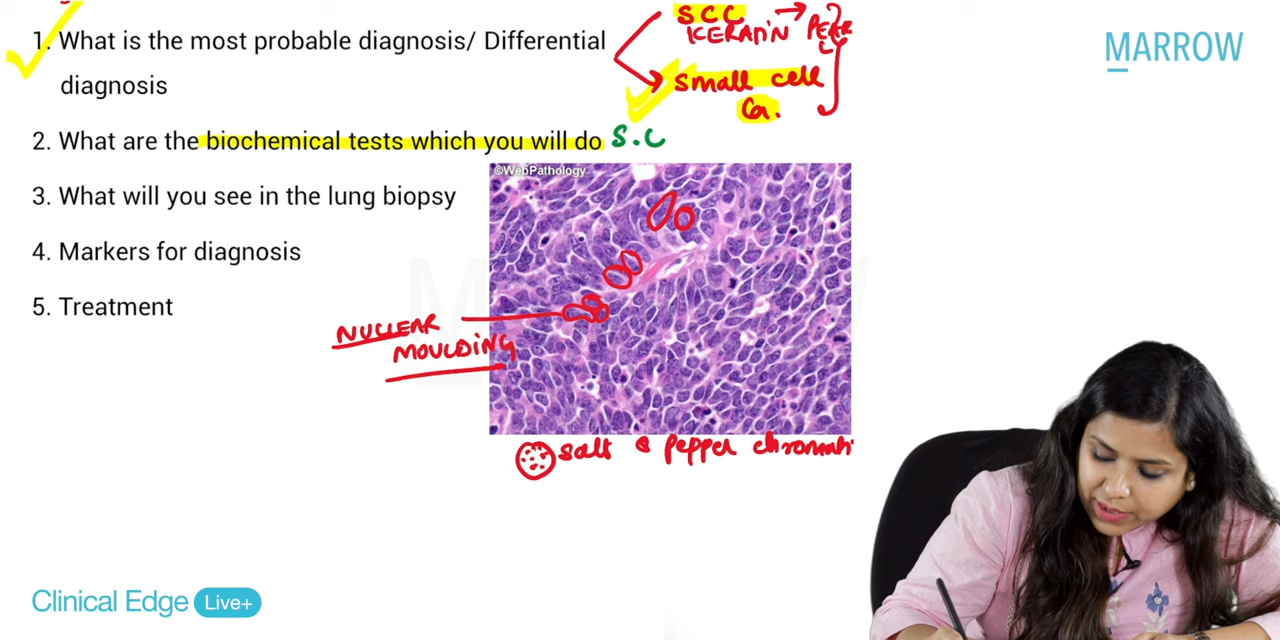 SCC
KERATIN → PEARL
MARROW
1. What is the most probable diagnosis/ Differential
diagnosis
Small cell
Ca.
2. What are the biochemical tests which you will do S.C
©WebPathology
3. What will you see in the lung biopsy
4. Markers for diagnosis
5. Treatment
NUCLEAR
MOULDING
salt & pepper chromati
Clinical Edge Live+